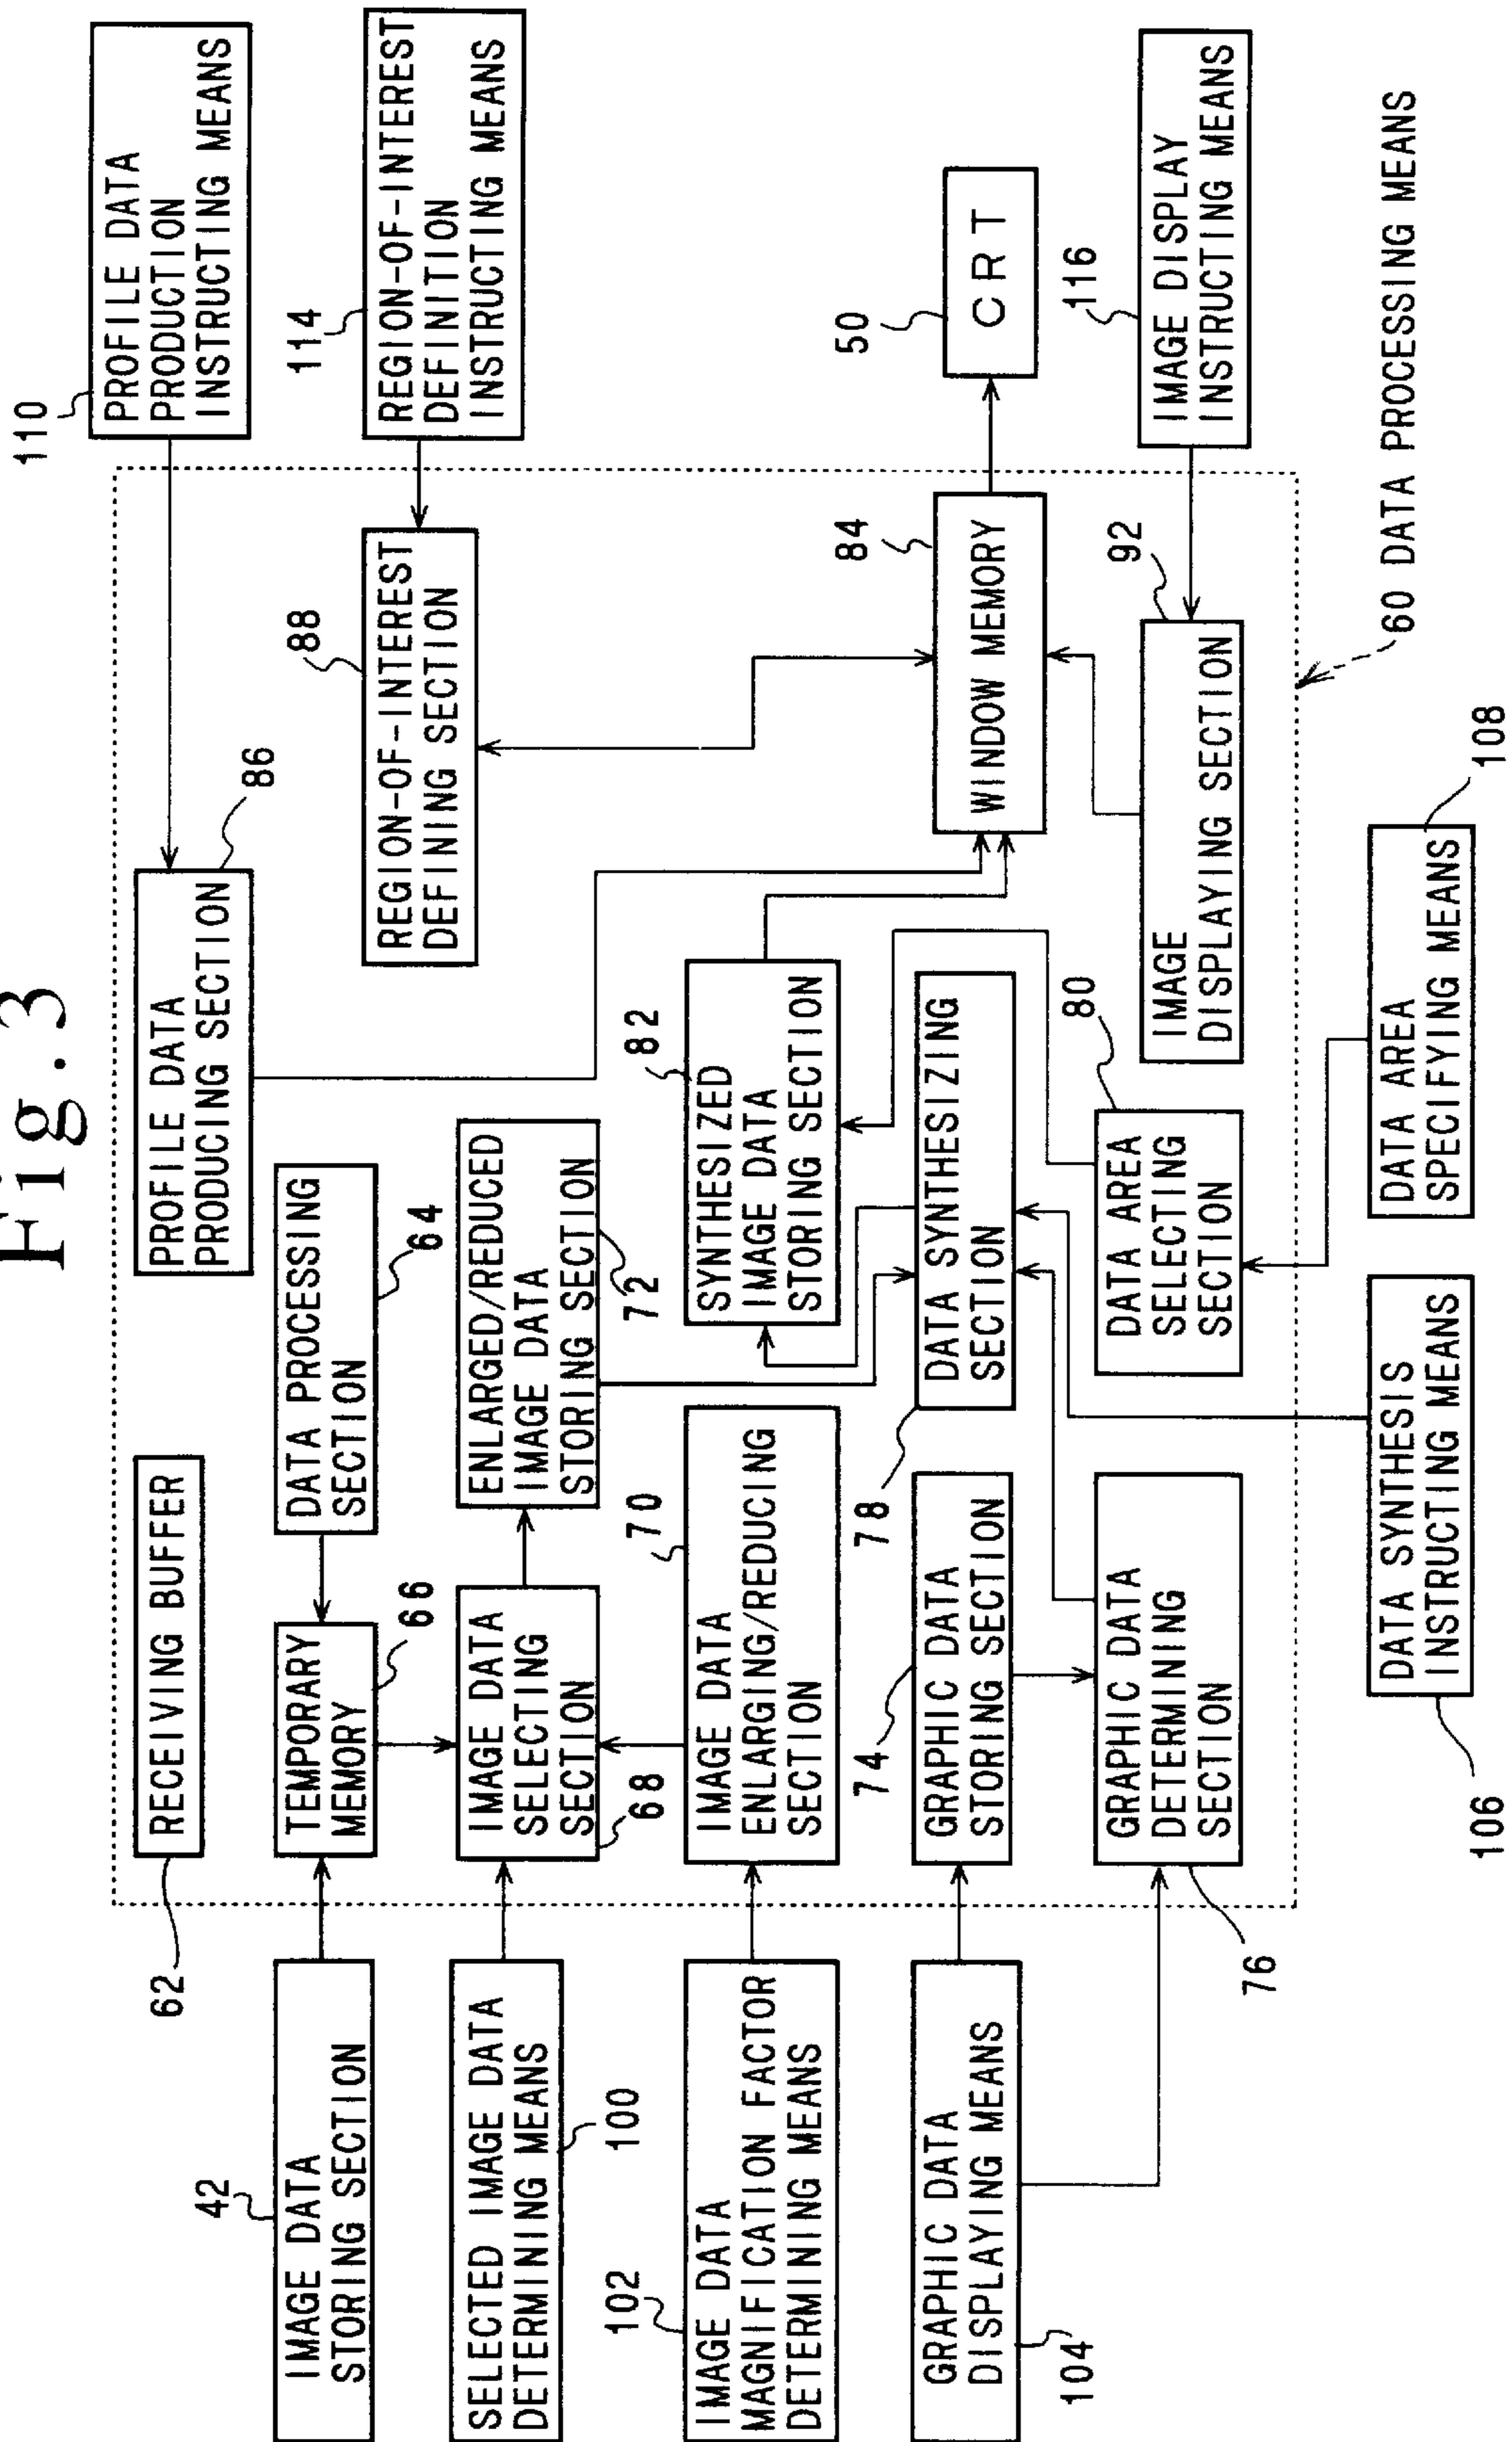 Fig.3
62
RECEIVING BUFFER
PROFILE DATA
PRODUCING SECTION
86
110
PROFILE DATA
PRODUCTION
INSTRUCTING MEANS
42
IMAGE DATA
STORING SECTION
TEMPORARY
MEMORY
66
DATA PROCESSING
SECTION
64
88
REGION-OF-INTEREST
DEFINING SECTION
114
REGION-OF-INTEREST
DEFINITION
INSTRUCTING MEANS
SELECTED IMAGE DATA
DETERMINING MEANS
100
IMAGE DATA
SELECTING
SECTION
68
ENLARGED/REDUCED
IMAGE DATA
STORING SECTION
72
102
IMAGE DATA
MAGNIFICATION FACTOR
DETERMINING MEANS
70
IMAGE DATA
ENLARGING/REDUCING
SECTION
82
SYNTHESIZED
IMAGE DATA
STORING SECTION
84
WINDOW MEMORY
50
CRT
GRAPHIC DATA
DISPLAYING MEANS
104
74
GRAPHIC DATA
STORING SECTION
78
DATA SYNTHESIZING
SECTION
GRAPHIC DATA
DETERMINING
SECTION
76
80
DATA AREA
SELECTING
SECTION
92
IMAGE
DISPLAYING SECTION
116
IMAGE DISPLAY
INSTRUCTING MEANS
60 DATA PROCESSING MEANS
DATA SYNTHESIS
INSTRUCTING MEANS
106
DATA AREA
SPECIFYING MEANS
108